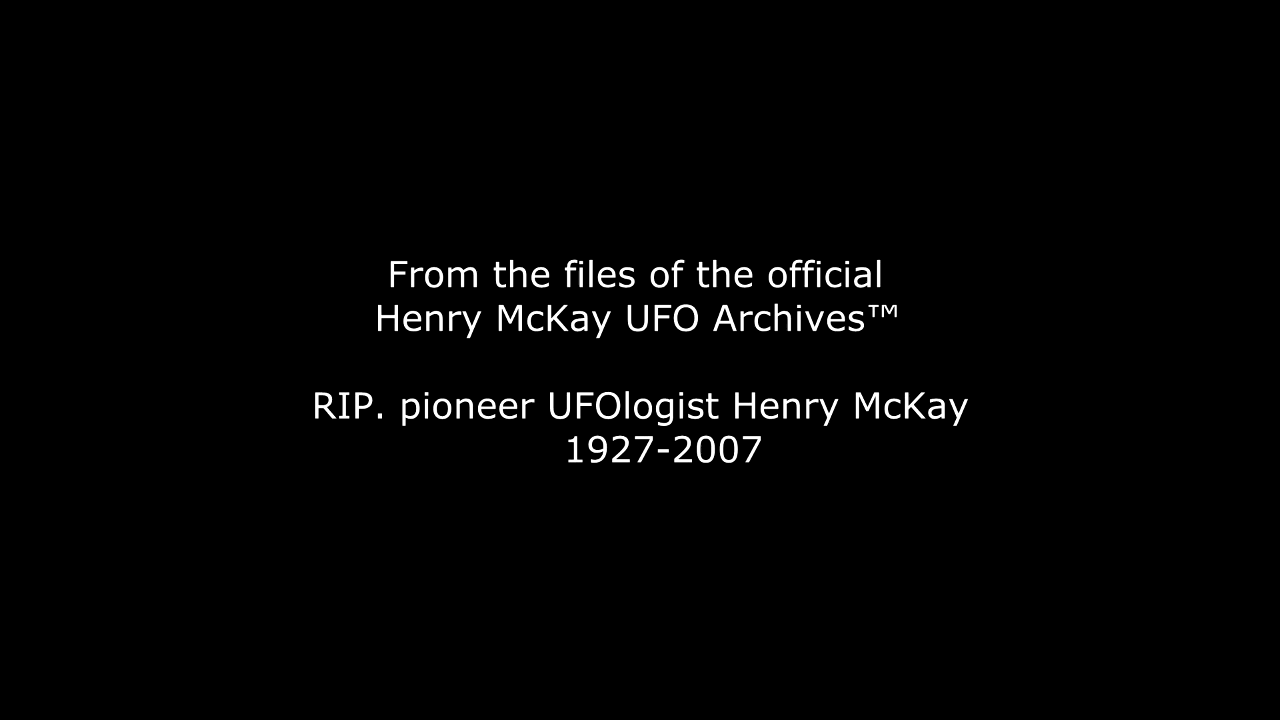 From the files of the official
Henry McKay UFO Archives™
RIP. pioneer UFOlogist Henry McKay
1927-2007